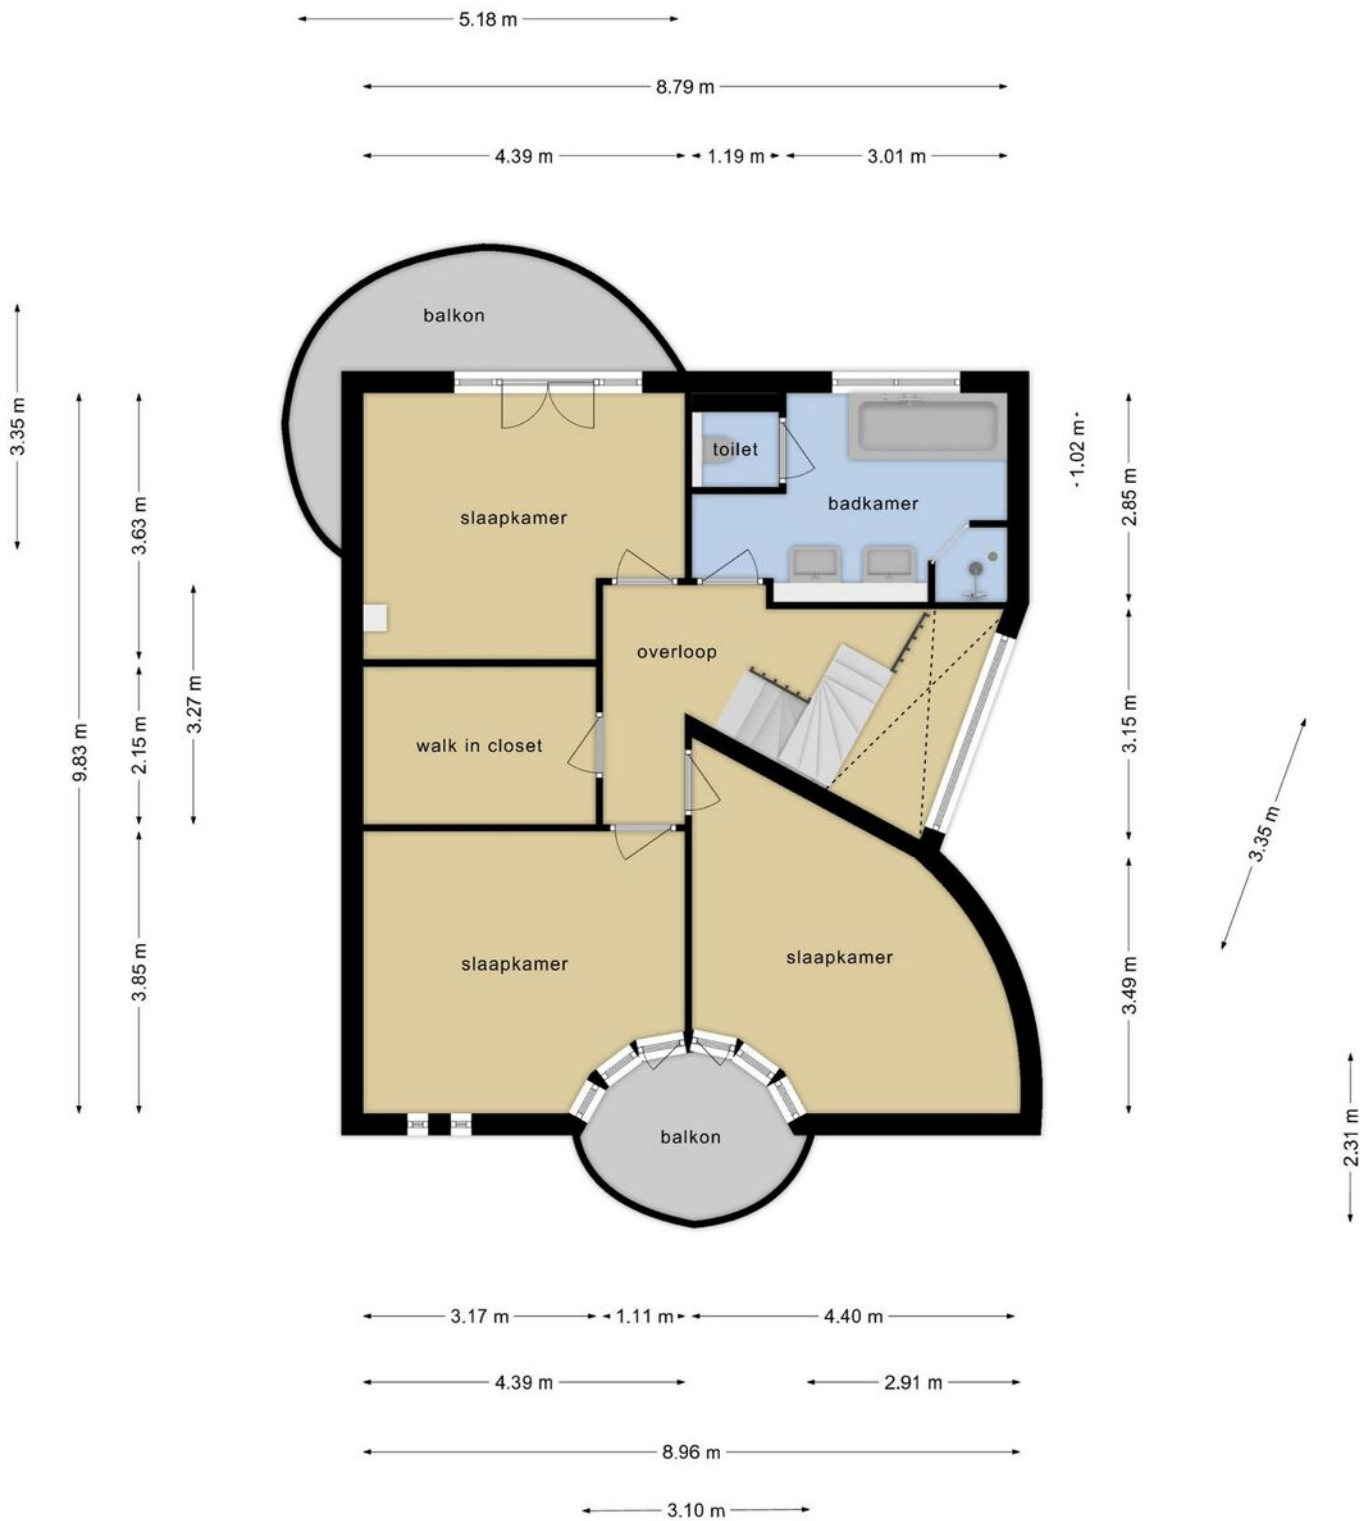 5.18 m
8.79 m
4.39 m
1.19 m
3.01 m
balkon
3.35 m
9.83 m
3.63 m
2.15 m
3.85 m
3.27 m
toilet
badkamer
slaapkamer
overloop
walk in closet
slaapkamer
slaapkamer
balkon
1.02 m
2.85 m
3.15 m
3.49 m
3.35 m
2.31 m
3.17 m
1.11 m
4.40 m
4.39 m
2.91 m
8.96 m
3.10 m